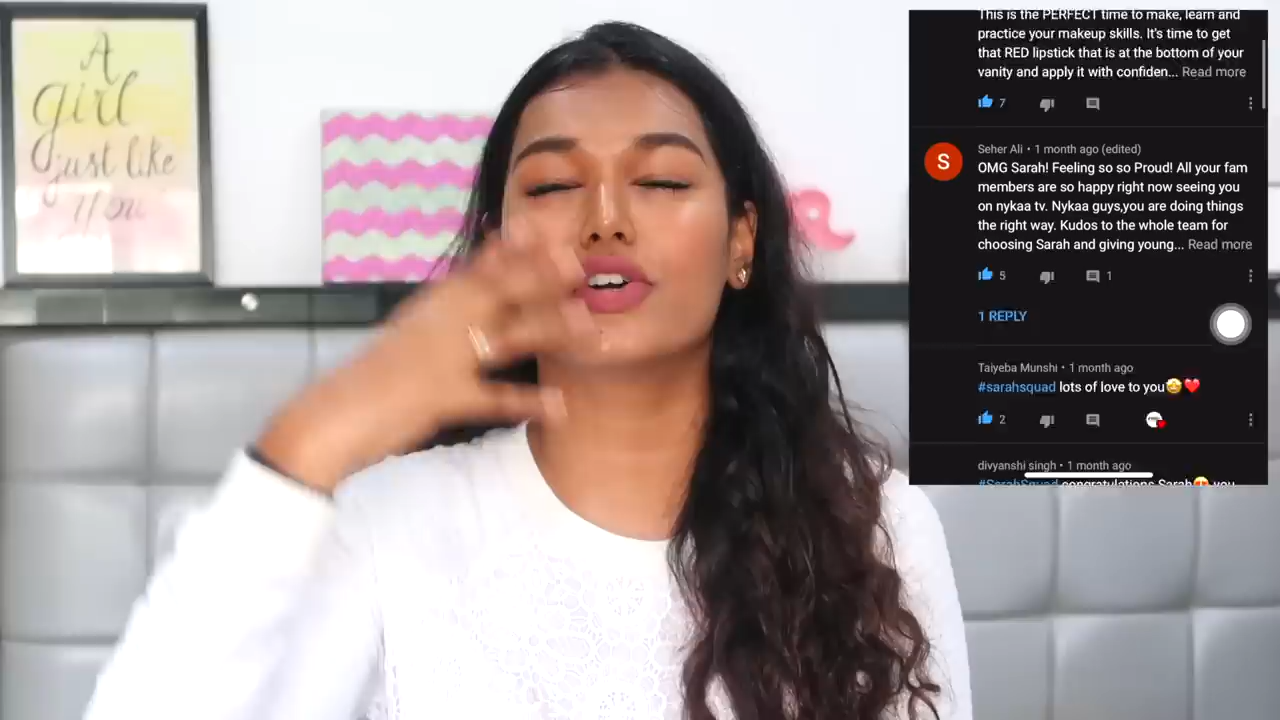 A
girl
just like
YOU
This is the PERFECT time to make, learn and
practice your makeup skills. It's time to get
that RED lipstick that is at the bottom of your
vanity and apply it with confiden... Read more
7
S
Seher Ali • 1 month ago (edited)
OMG Sarah! Feeling so so Proud! All your fam
members are so happy right now seeing you
on nykaa tv. Nykaa guys,you are doing things
the right way. Kudos to the whole team for
choosing Sarah and giving young... Read more
5 1
1 REPLY
Taiyeba Munshi • 1 month ago
#sarahsquad lots of love to you🤩❤️
2
divyanshi singh • 1 month ago
#SarahSquad congratulations Sarah😍 you